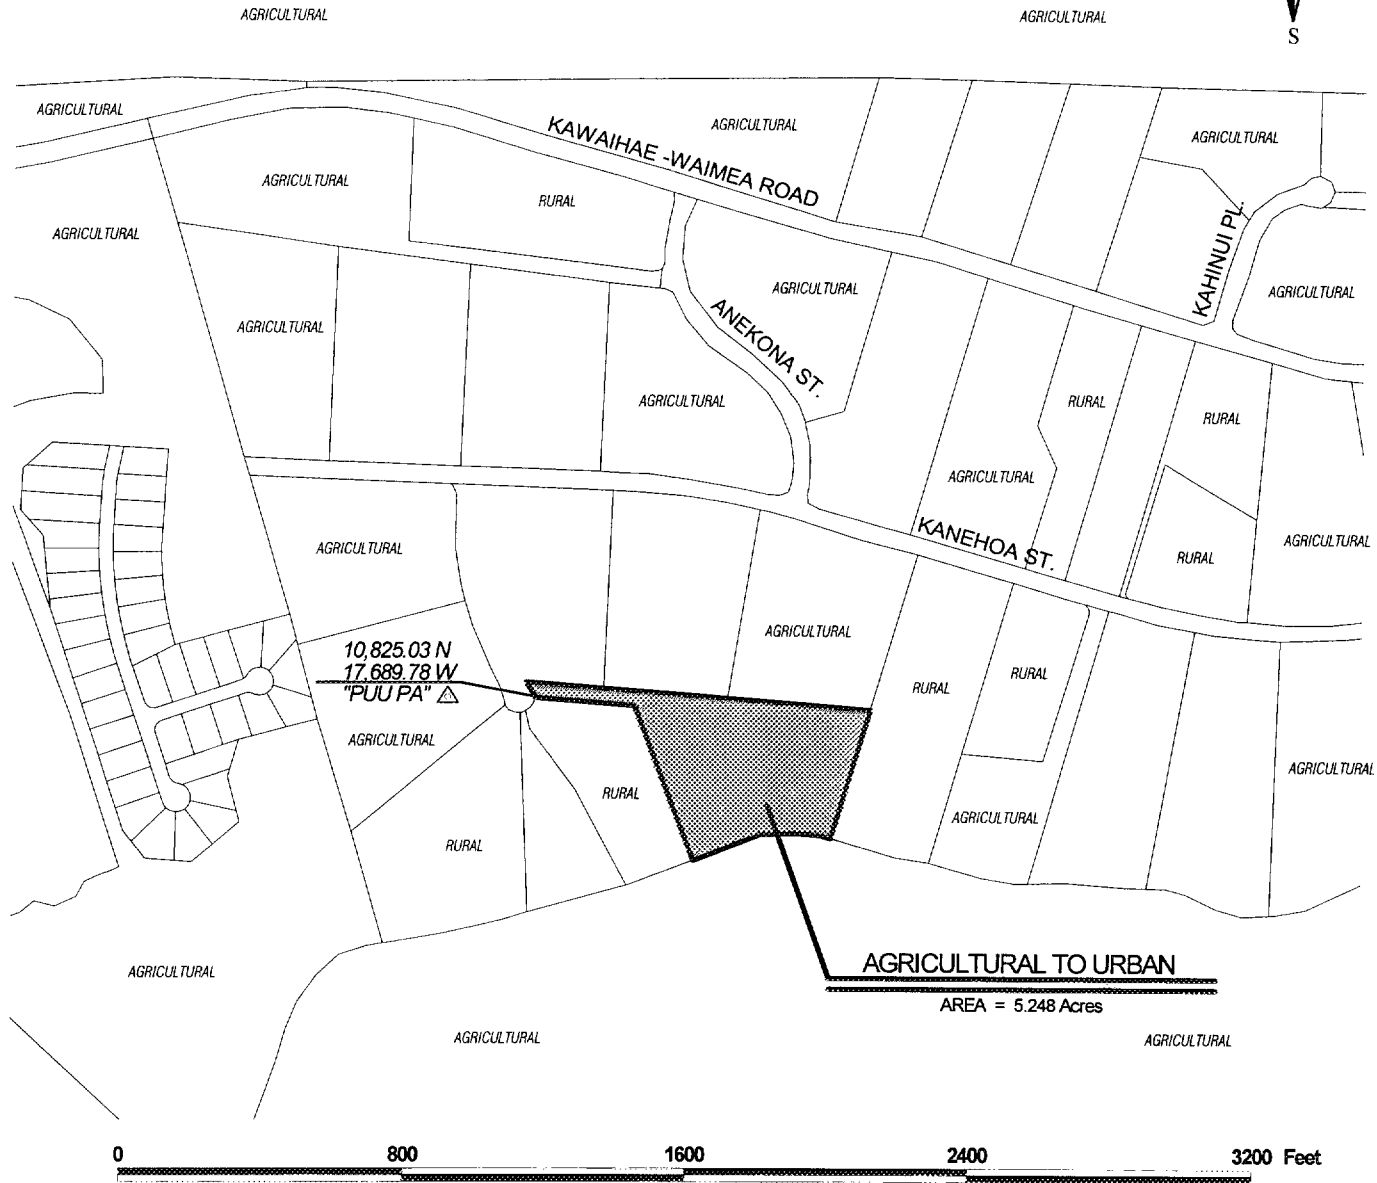 AGRICULTURAL
AGRICULTURAL
S
AGRICULTURAL
KAWAIHAE -WAIMEA ROAD
AGRICULTURAL
AGRICULTURAL
AGRICULTURAL
RURAL
AGRICULTURAL
KAHINUI PL.
AGRICULTURAL
AGRICULTURAL
AGRICULTURAL
ANEKONA ST.
AGRICULTURAL
RURAL
RURAL
AGRICULTURAL
KANEHOA ST.
AGRICULTURAL
RURAL
AGRICULTURAL
AGRICULTURAL
10,825.03 N
17,689.78 W
"PUU PA"
RURAL
RURAL
AGRICULTURAL
AGRICULTURAL
RURAL
AGRICULTURAL
RURAL
AGRICULTURAL
AGRICULTURAL TO URBAN
AREA = 5.248 Acres
AGRICULTURAL
AGRICULTURAL
0 800 1600 2400 3200 Feet